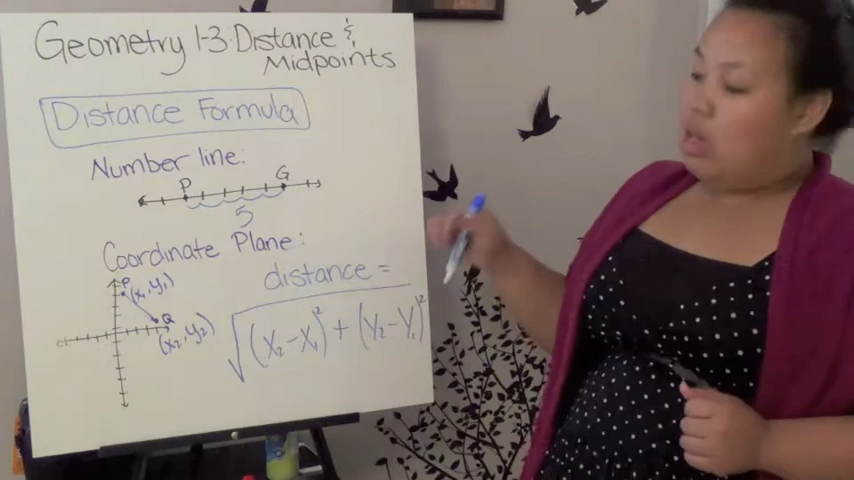 Geometry 1-3 Distance &
Midpoints
Distance Formula
Number line:
P G
5
Coordinate Plane:
P
(x₁, y₁)
Q
(x₂, y₂)
distance =
√(x₂-x₁)² + (y₂-y₁)²